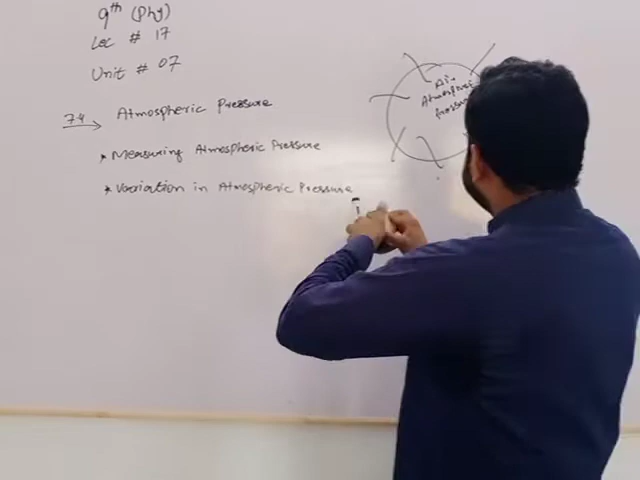 9th (Phy)
Lec # 17
Unit # 07
7.4 Atmospheric Pressure
* Measuring Atmospheric Pressure
* Variation in Atmospheric Pressure
Air
Atmospheric
Pressure